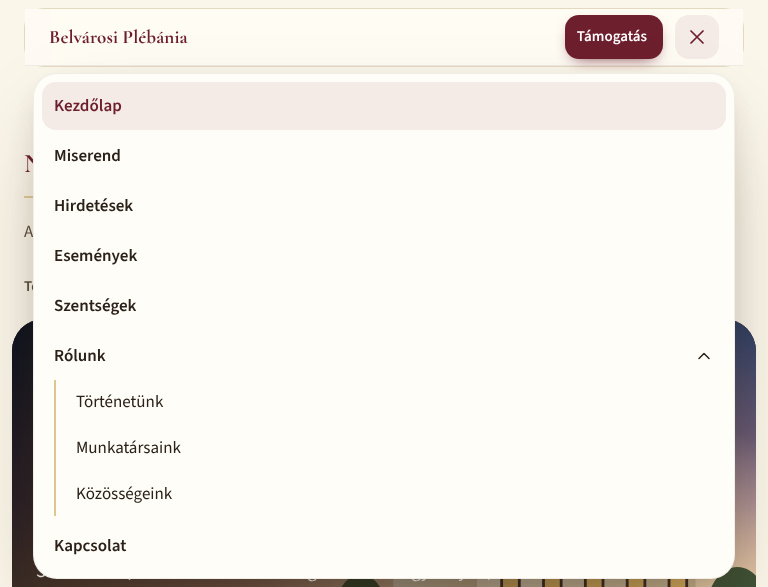 Belvárosi Plébánia
Támogatás
Kezdőlap
Miserend
Hirdetések
Események
Szentségek
Rólunk
Történetünk
Munkatársaink
Közösségeink
Kapcsolat